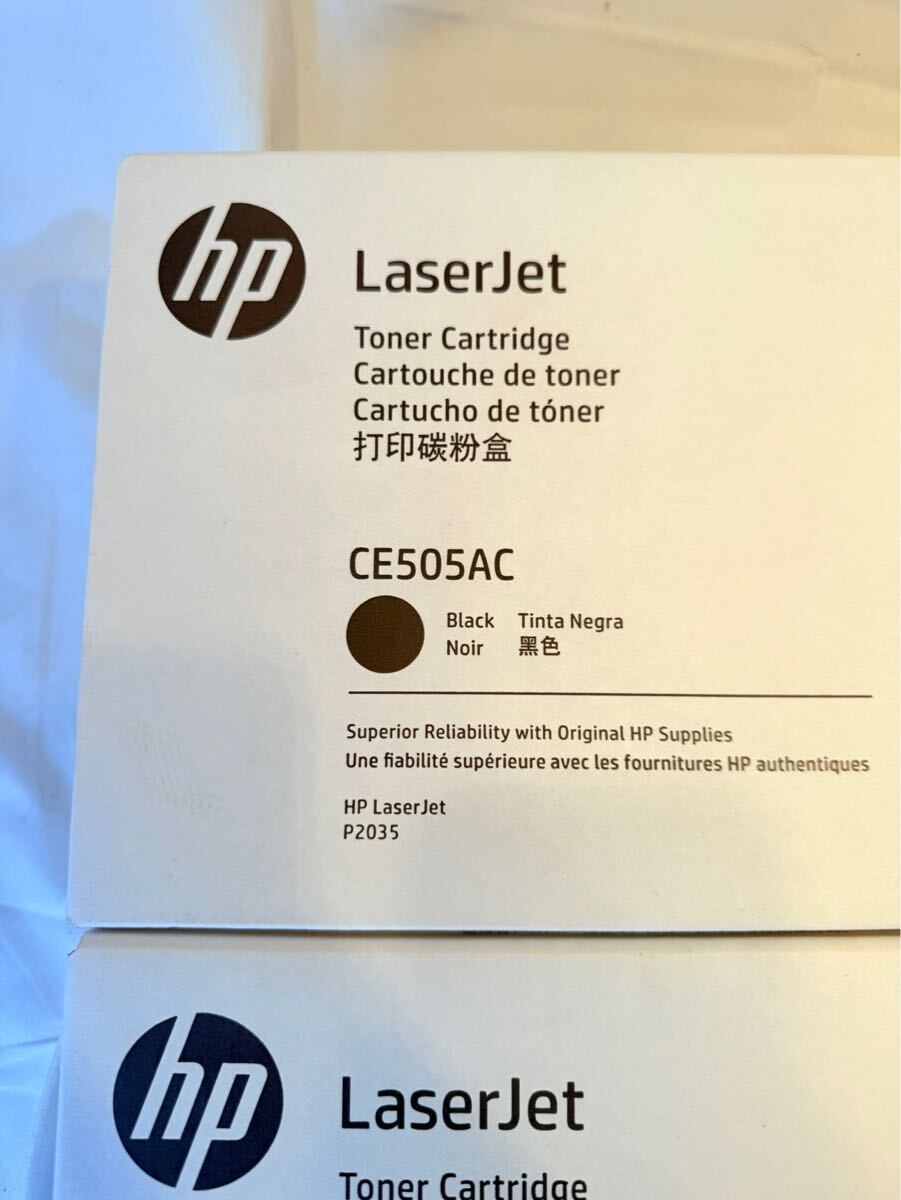 hp
LaserJet
Toner Cartridge
Cartouche de toner
Cartucho de tóner
打印碳粉盒
CE505AC
Black Tinta Negra
Noir 黑色
Superior Reliability with Original HP Supplies
Une fiabilité supérieure avec les fournitures HP authentiques
HP LaserJet
P2035
hp
LaserJet
Toner Cartridge